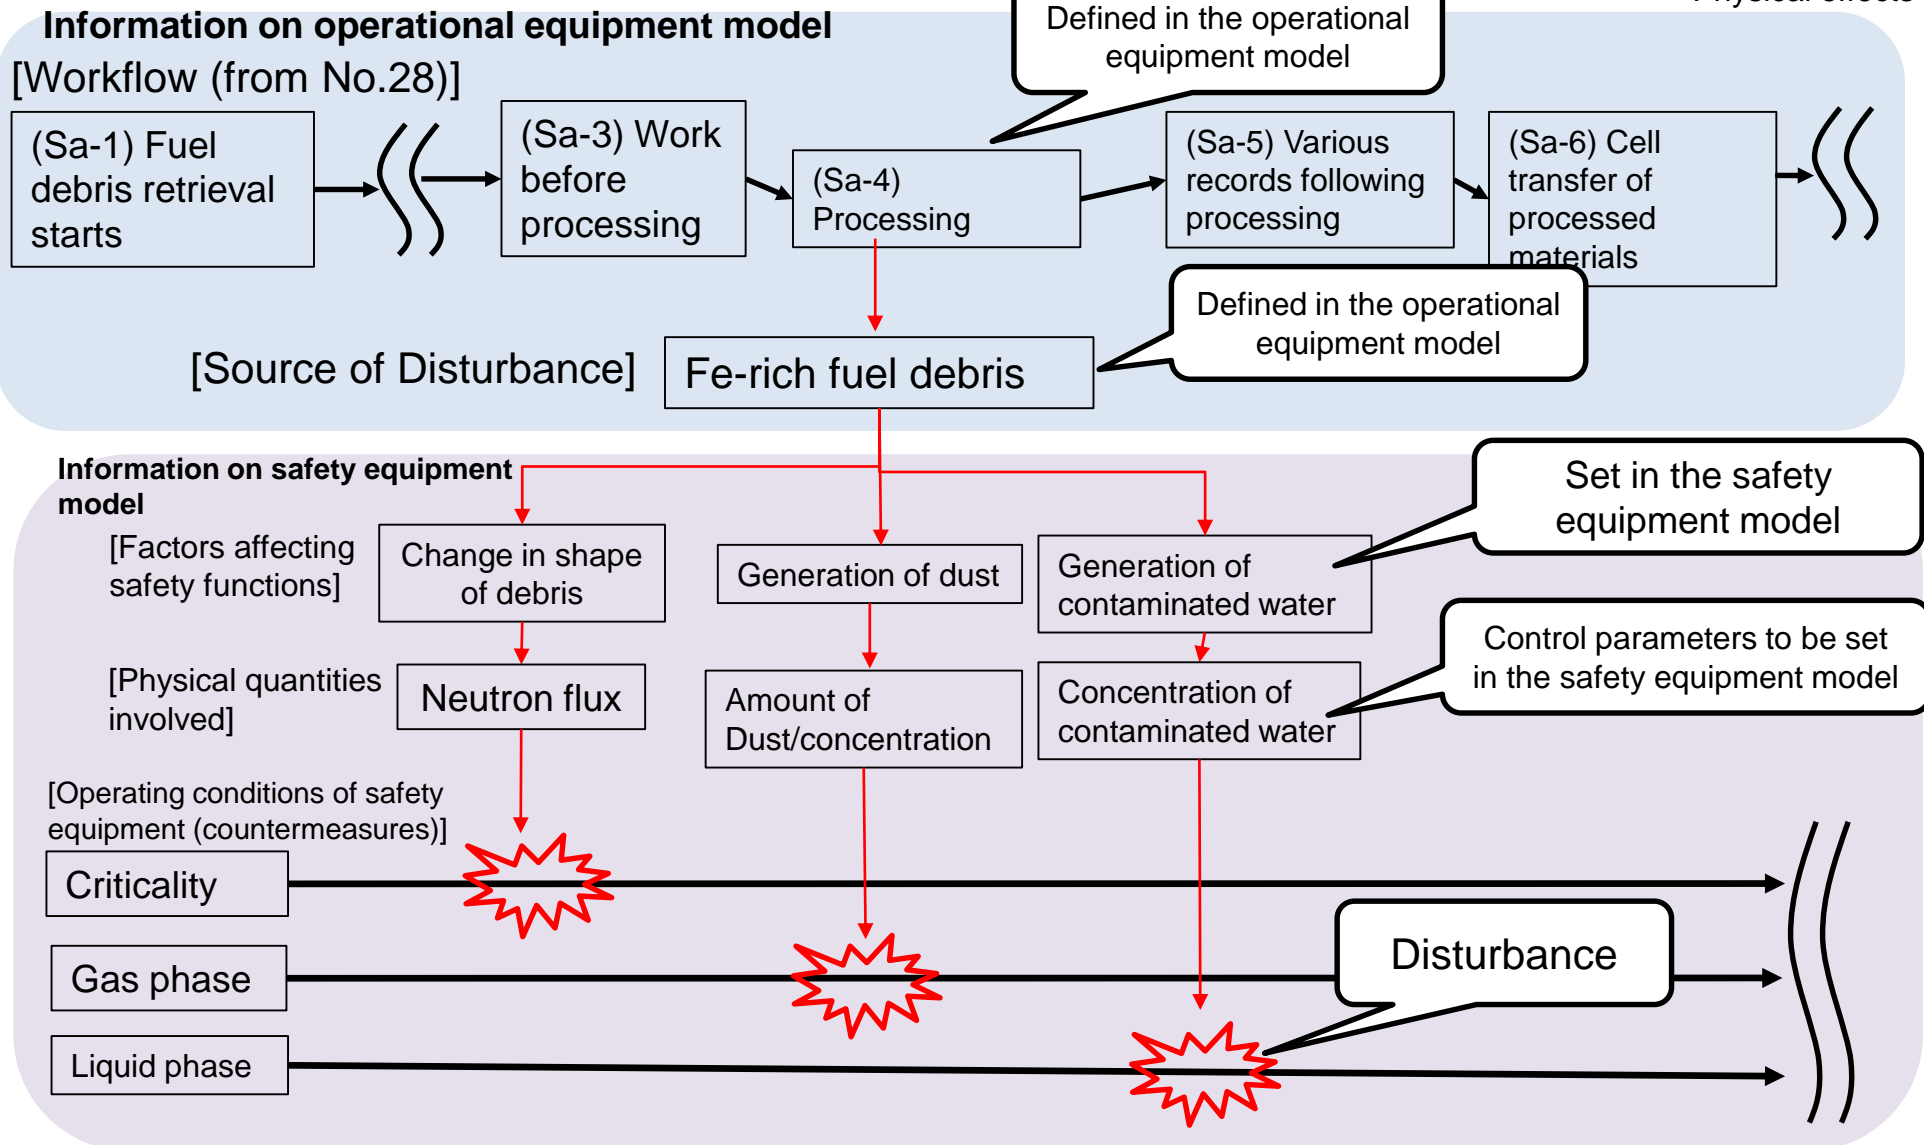 Information on operational equipment model
Defined in the operational
equipment model
[Workflow (from No.28)]
(Sa-1) Fuel
debris retrieval
starts
(Sa-3) Work
before
processing
(Sa-4)
Processing
(Sa-5) Various
records following
processing
(Sa-6) Cell
transfer of
processed
materials
[Source of Disturbance]
Fe-rich fuel debris
Defined in the operational
equipment model
Information on safety equipment
model
[Factors affecting
safety functions]
Change in shape
of debris
Generation of dust
Generation of
contaminated water
Set in the safety
equipment model
[Physical quantities
involved]
Neutron flux
Amount of
Dust/concentration
Concentration of
contaminated water
Control parameters to be set
in the safety equipment model
[Operating conditions of safety
equipment (countermeasures)]
Criticality
Gas phase
Liquid phase
Disturbance